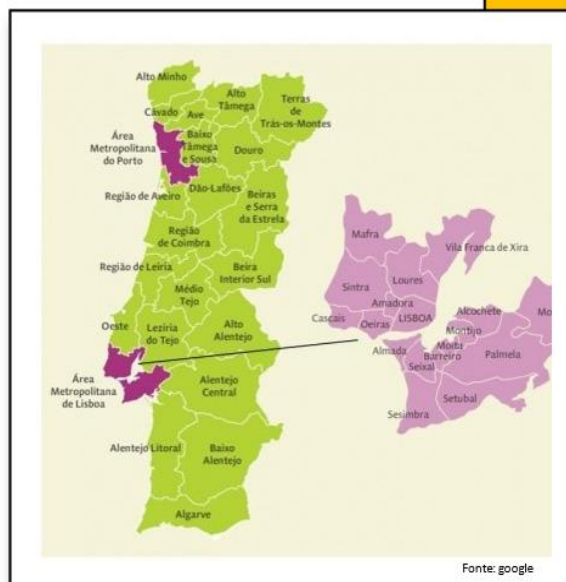 Alto Minho
Alto
Tâmega
Terras
de
Trás-os-Montes
Cávado
Ave
Área
Metropolitana
do Porto
Baixo
Tâmega
e Sousa
Douro
Região de Aveiro
Dão-Lafões
Beiras
e Serra
da Estrela
Região
de Coimbra
Região de Leiria
Beira
Interior Sul
Médio
Tejo
Oeste
Lezíria
do Tejo
Alto
Alentejo
Área
Metropolitana
de Lisboa
Alentejo
Central
Alentejo Litoral
Baixo
Alentejo
Algarve
Mafra
Vila Franca de Xira
Sintra
Loures
Amadora
Cascais
Oeiras
LISBOA
Alcochete
Mo
Montijo
Almada
Moita
Barreiro
Seixal
Palmela
Setubal
Sesimbra
Fonte: google